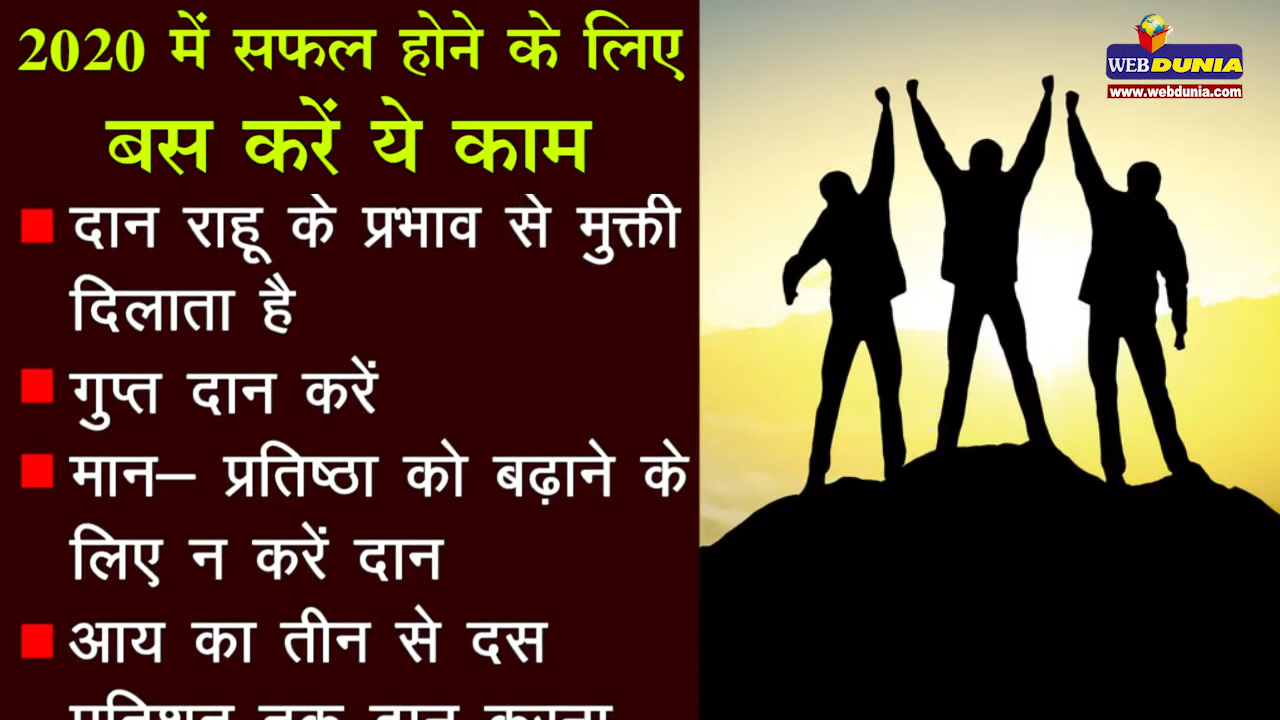 2020 में सफल होने के लिए
बस करें ये काम
दान राहू के प्रभाव से मुक्ती
दिलाता है
गुप्त दान करें
मान– प्रतिष्ठा को बढ़ाने के
लिए न करें दान
आय का तीन से दस
WEBDUNIA
www.webdunia.com